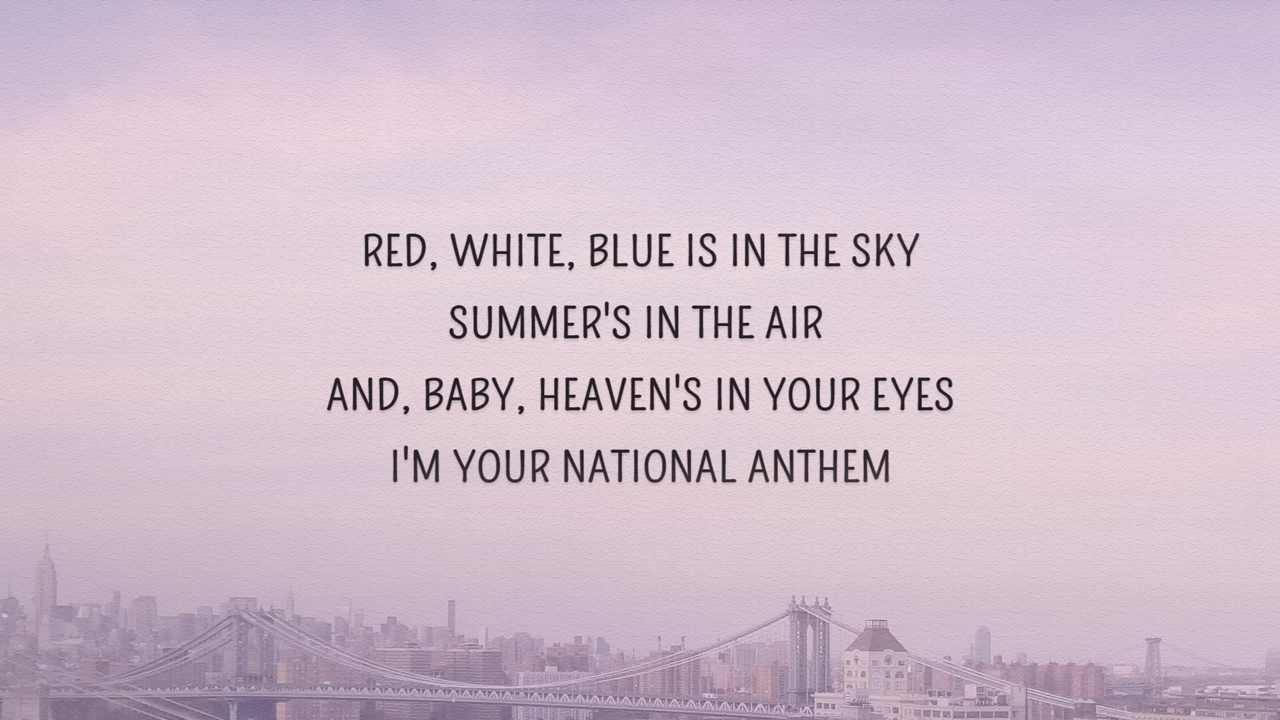 RED, WHITE, BLUE IS IN THE SKY
SUMMER'S IN THE AIR
AND, BABY, HEAVEN'S IN YOUR EYES
I'M YOUR NATIONAL ANTHEM